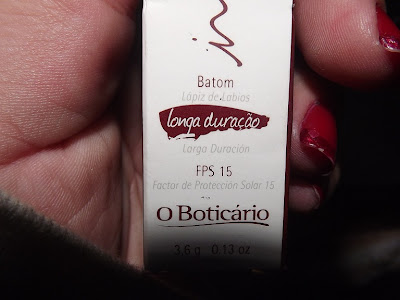 Batom
Lápiz de Labios
longa duração
Larga Duración
FPS 15
Factor de Protección Solar 15
O Boticário
3,6 g 0.13 oz